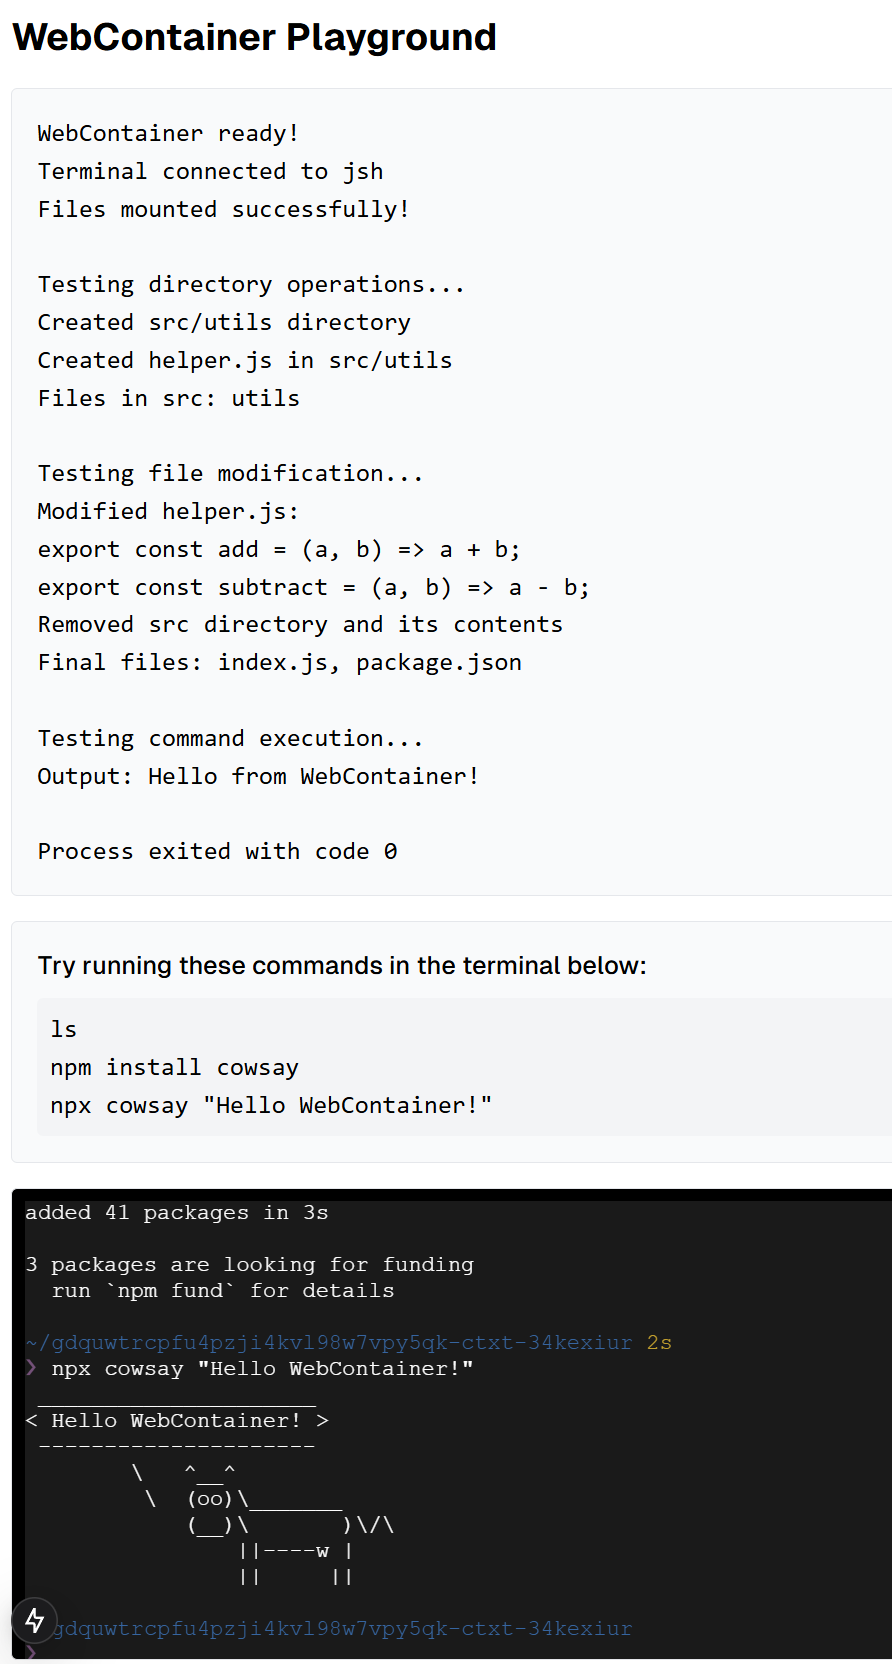 WebContainer Playground
WebContainer ready!
Terminal connected to jsh
Files mounted successfully!
Testing directory operations...
Created src/utils directory
Created helper.js in src/utils
Files in src: utils
Testing file modification...
Modified helper.js:
export const add = (a, b) => a + b;
export const subtract = (a, b) => a - b;
Removed src directory and its contents
Final files: index.js, package.json
Testing command execution...
Output: Hello from WebContainer!
Process exited with code 0
Try running these commands in the terminal below:
ls
npm install cowsay
npx cowsay "Hello WebContainer!"
added 41 packages in 3s
3 packages are looking for funding
  run `npm fund` for details
~/gdquwtrcpfu4pzji4kvl98w7vpy5qk-ctxt-34kexiur 2s
❯ npx cowsay "Hello WebContainer!"
 _____________________
< Hello WebContainer! >
 ---------------------
        \   ^__^
         \  (oo)\_______
            (__)\       )\/\
                ||----w |
                ||     ||
gdquwtrcpfu4pzji4kvl98w7vpy5qk-ctxt-34kexiur
❯